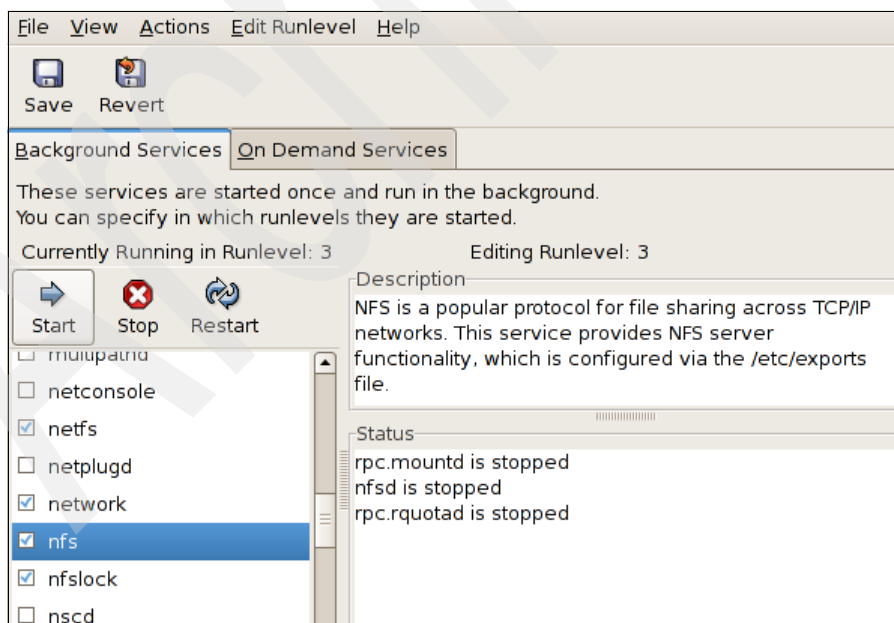 File View Actions Edit Runlevel Help
Save Revert
Background Services On Demand Services
These services are started once and run in the background.
You can specify in which runlevels they are started.
Currently Running in Runlevel: 3 Editing Runlevel: 3
Start Stop Restart
multipathd
netconsole
netfs
netplugd
network
nfs
nfslock
nscd
Description
NFS is a popular protocol for file sharing across TCP/IP
networks. This service provides NFS server
functionality, which is configured via the /etc/exports
file.
Status
rpc.mountd is stopped
nfsd is stopped
rpc.rquotad is stopped